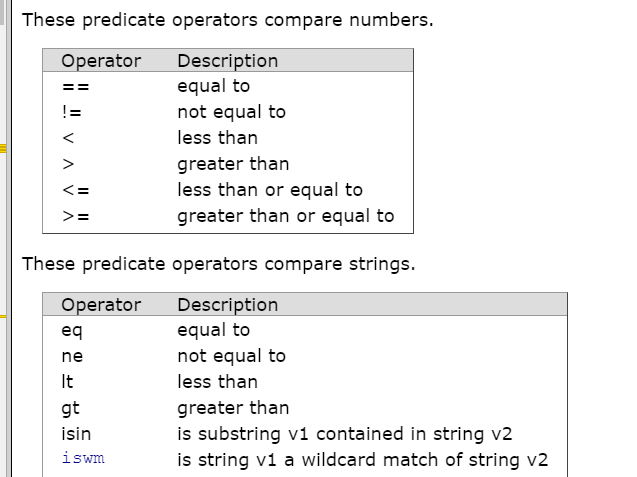 These predicate operators compare numbers.
Operator Description
== equal to
!= not equal to
< less than
> greater than
<= less than or equal to
>= greater than or equal to
These predicate operators compare strings.
Operator Description
eq equal to
ne not equal to
lt less than
gt greater than
isin is substring v1 contained in string v2
iswm is string v1 a wildcard match of string v2